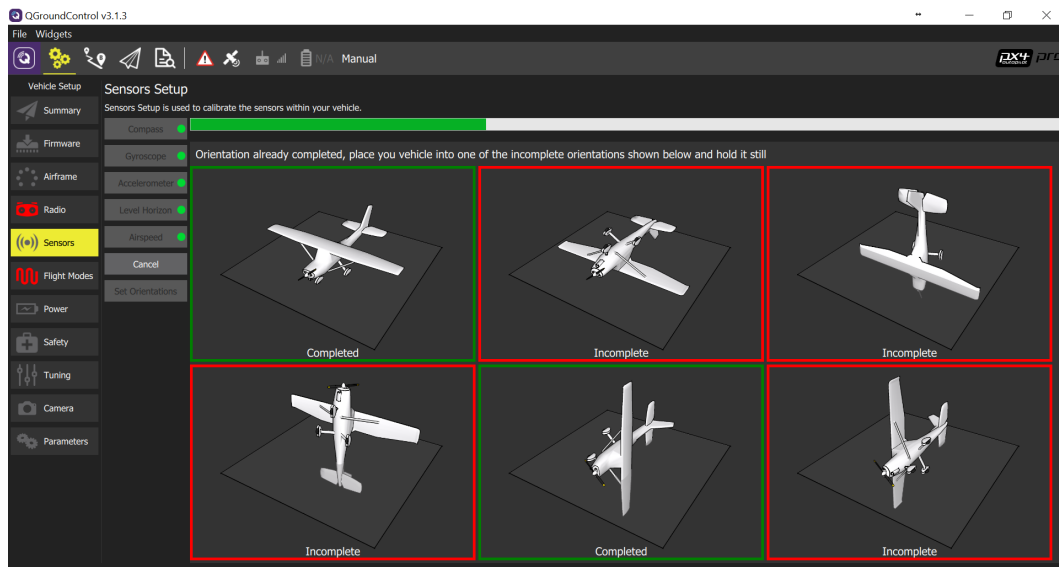 QGroundControl v3.1.3
File Widgets
N/A Manual
px4 pro
autopilot
Vehicle Setup
Summary
Firmware
Airframe
Radio
Sensors
Flight Modes
Power
Safety
Tuning
Camera
Parameters
Sensors Setup
Sensors Setup is used to calibrate the sensors within your vehicle.
Compass
Gyroscope
Accelerometer
Level Horizon
Airspeed
Cancel
Set Orientations
Orientation already completed, place you vehicle into one of the incomplete orientations shown below and hold it still
Completed
Incomplete
Incomplete
Incomplete
Completed
Incomplete